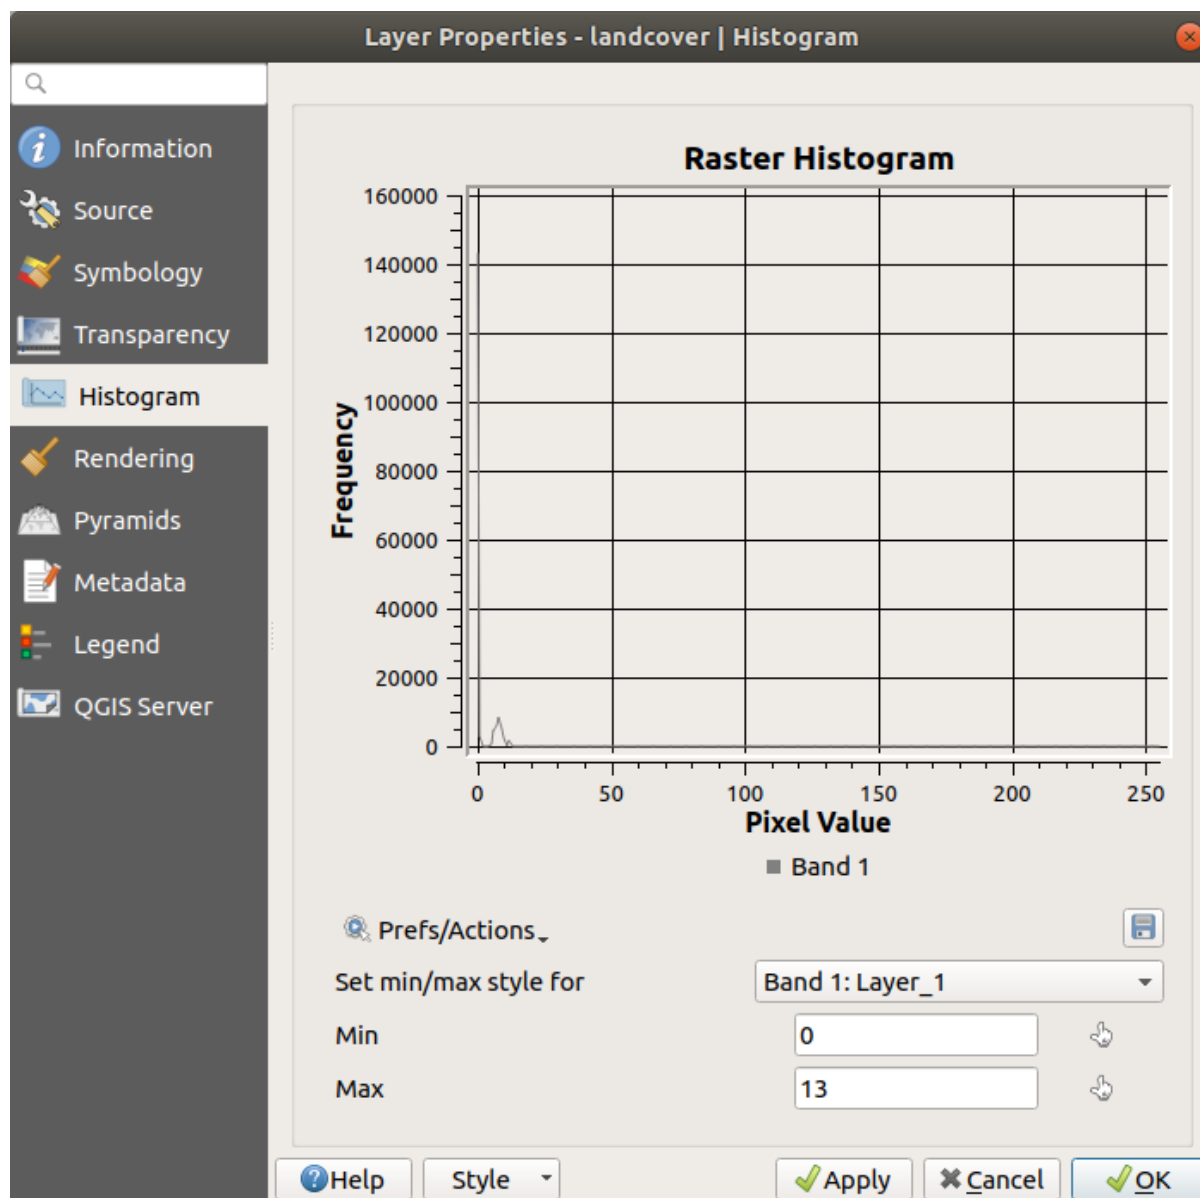 Layer Properties - landcover | Histogram
Information
Source
Symbology
Transparency
Histogram
Rendering
Pyramids
Metadata
Legend
QGIS Server
Raster Histogram
160000
140000
120000
100000
80000
60000
40000
20000
0
Frequency
0 50 100 150 200 250
Pixel Value
Band 1
Prefs/Actions
Set min/max style for Band 1: Layer_1
Min 0
Max 13
Help Style Apply Cancel OK